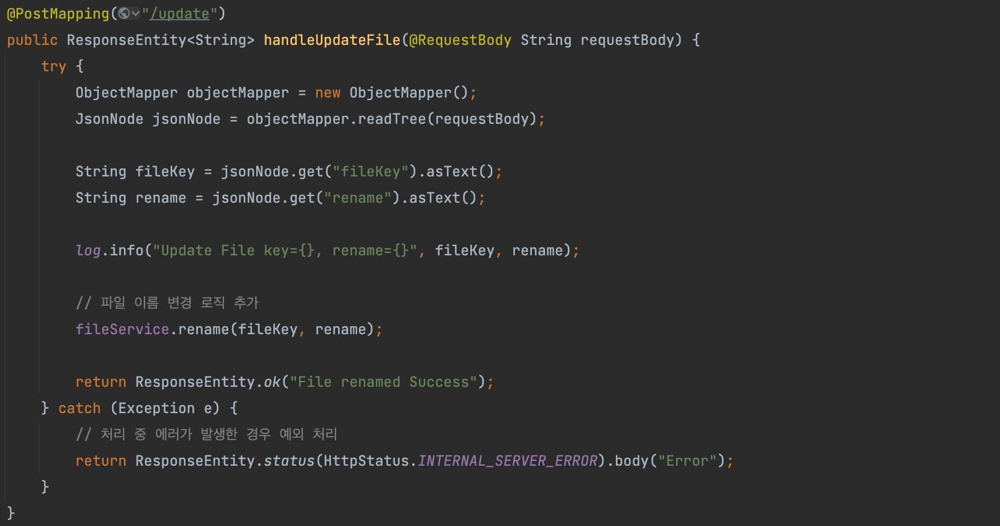 @PostMapping("/update")
public ResponseEntity<String> handleUpdateFile(@RequestBody String requestBody) {
try {
ObjectMapper objectMapper = new ObjectMapper();
JsonNode jsonNode = objectMapper.readTree(requestBody);
String fileKey = jsonNode.get("fileKey").asText();
String rename = jsonNode.get("rename").asText();
log.info("Update File key={}, rename={}", fileKey, rename);
// 파일 이름 변경 로직 추가
fileService.rename(fileKey, rename);
return ResponseEntity.ok("File renamed Success");
} catch (Exception e) {
// 처리 중 에러가 발생한 경우 예외 처리
return ResponseEntity.status(HttpStatus.INTERNAL_SERVER_ERROR).body("Error");
}
}